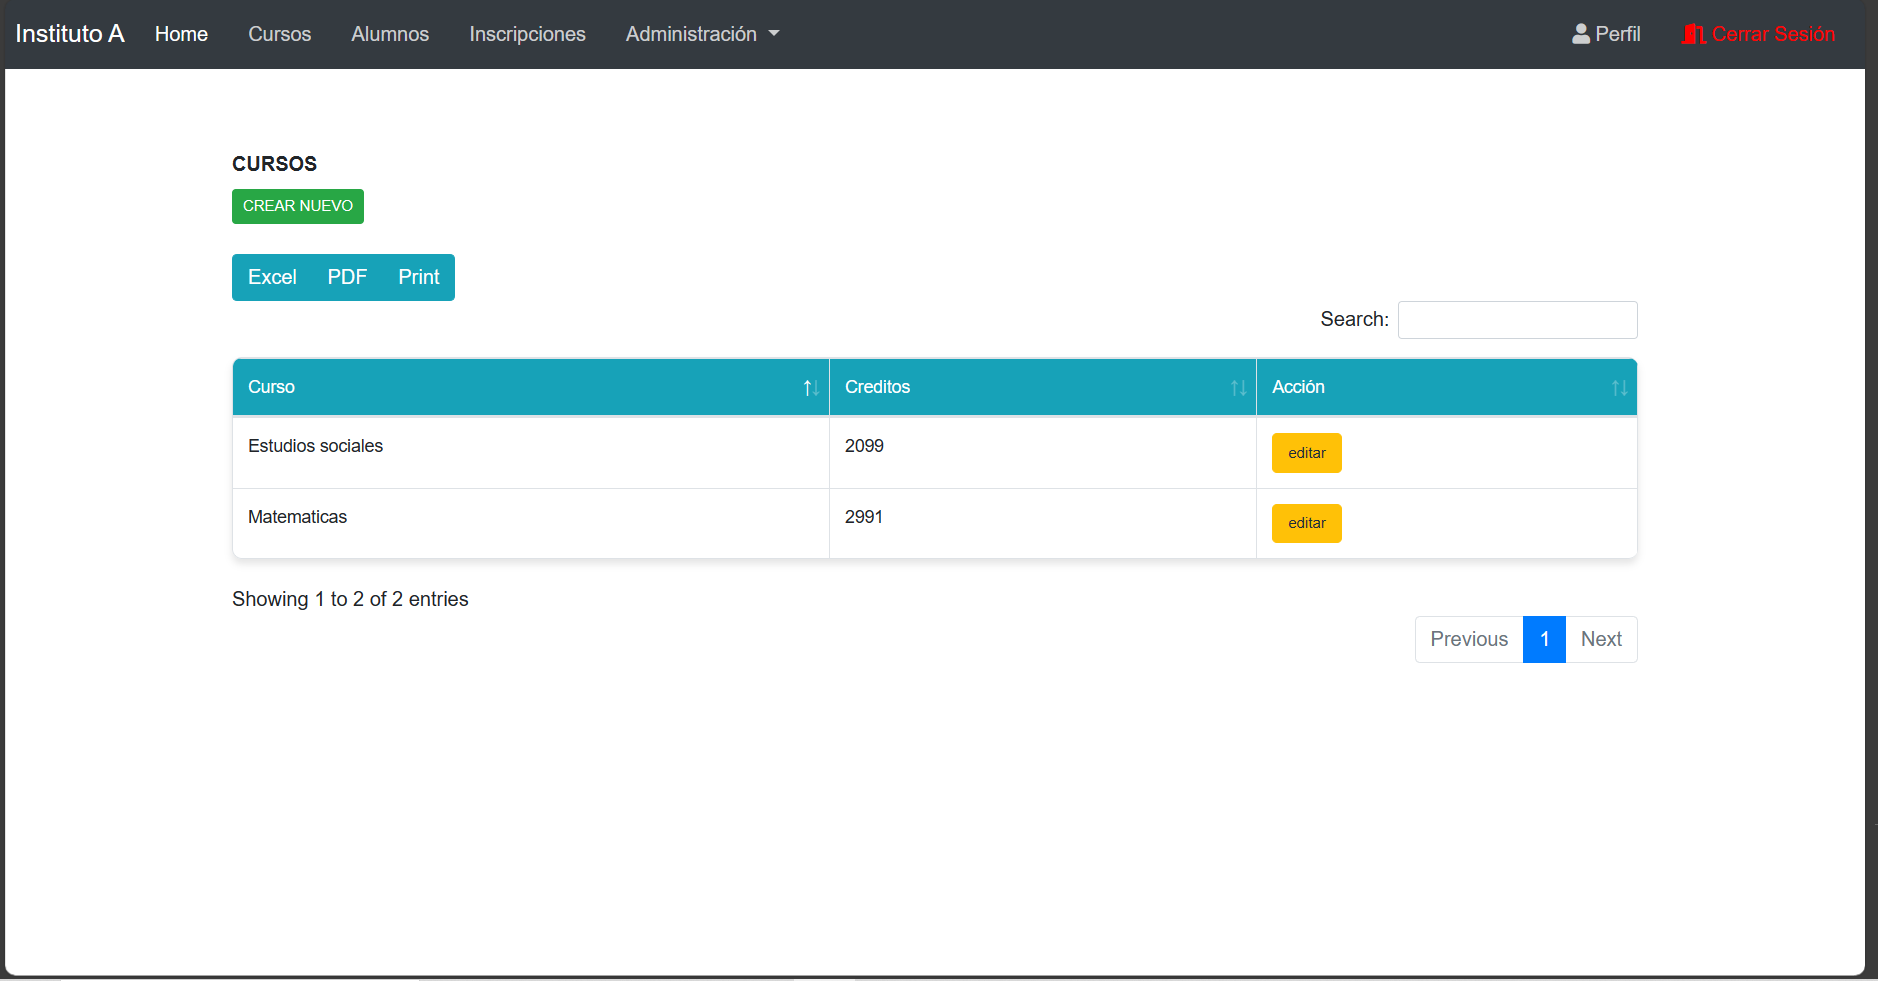 Instituto A Home Cursos Alumnos Inscripciones Administración Perfil Cerrar Sesión
CURSOS
CREAR NUEVO
Excel PDF Print
Search:
Curso Creditos Acción
Estudios sociales 2099 editar
Matematicas 2991 editar
Showing 1 to 2 of 2 entries
Previous 1 Next